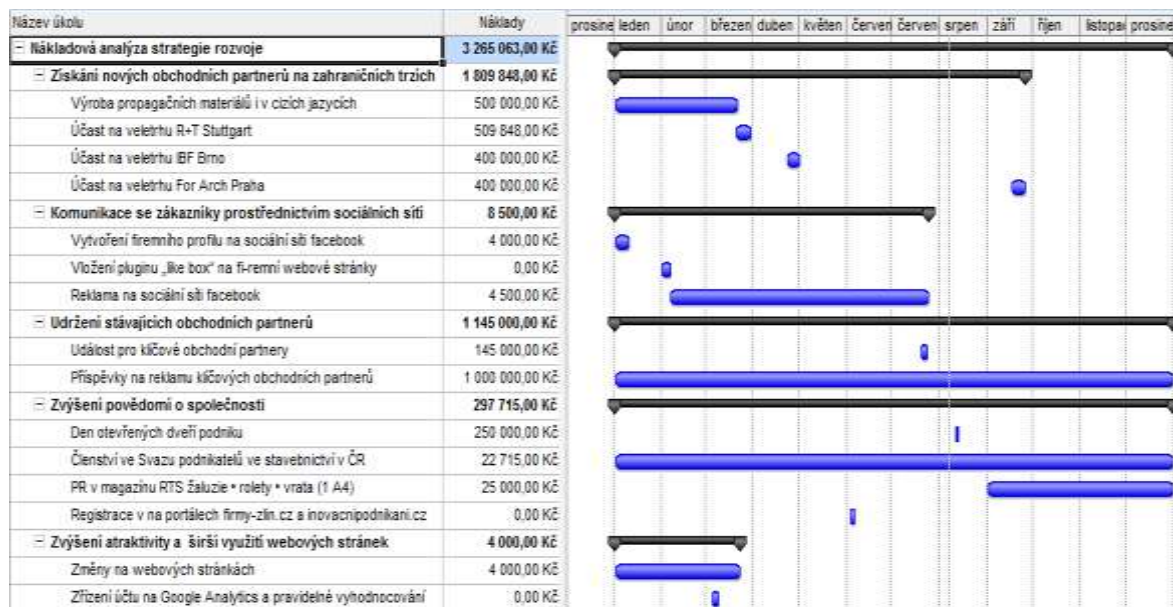 Název úkolu Náklady prosine leden únor březen duben květen červen červen srpen září říjen listopa prosine
Nákladová analýza strategie rozvoje 3 265 063,00 Kč
Získání nových obchodních partnerů na zahraničních trzích 1 809 848,00 Kč
Výroba propagačních materiálů i v cizích jazycích 500 000,00 Kč
Účast na veletrhu R+T Stuttgart 509 848,00 Kč
Účast na veletrhu IBF Brno 400 000,00 Kč
Účast na veletrhu For Arch Praha 400 000,00 Kč
Komunikace se zákazníky prostřednictvím sociálních sítí 8 500,00 Kč
Vytvoření firemního profilu na sociální síti facebook 4 000,00 Kč
Vložení pluginu „like box“ na fi-remní webové stránky 0,00 Kč
Reklama na sociální síti facebook 4 500,00 Kč
Udržení stávajících obchodních partnerů 1 145 000,00 Kč
Událost pro klíčové obchodní partnery 145 000,00 Kč
Příspěvky na reklamu klíčových obchodních partnerů 1 000 000,00 Kč
Zvýšení povědomí o společnosti 297 715,00 Kč
Den otevřených dveří podniku 250 000,00 Kč
Členství ve Svazu podnikatelů ve stavebnictví v ČR 22 715,00 Kč
PR v magazínu RTS žaluzie • rolety • vrata (1 A4) 25 000,00 Kč
Registrace v na portálech firmy-zlin.cz a inovacnipodnikani.cz 0,00 Kč
Zvýšení atraktivity a širší využití webových stránek 4 000,00 Kč
Změny na webových stránkách 4 000,00 Kč
Zřízení účtu na Google Analytics a pravidelné vyhodnocování 0,00 Kč